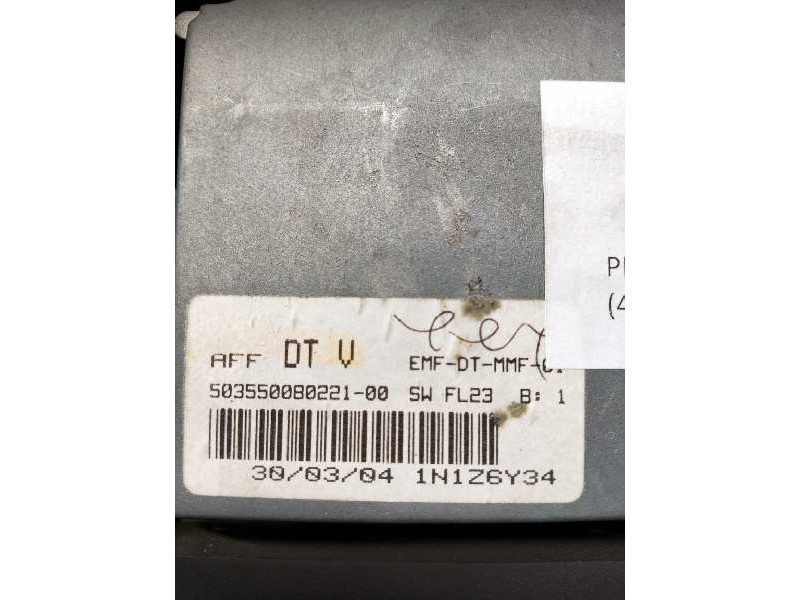 AFF DT V EMF-DT-MMF-
503550080221-00 SW FL23 B: 1
30/03/04 1N1Z6Y34